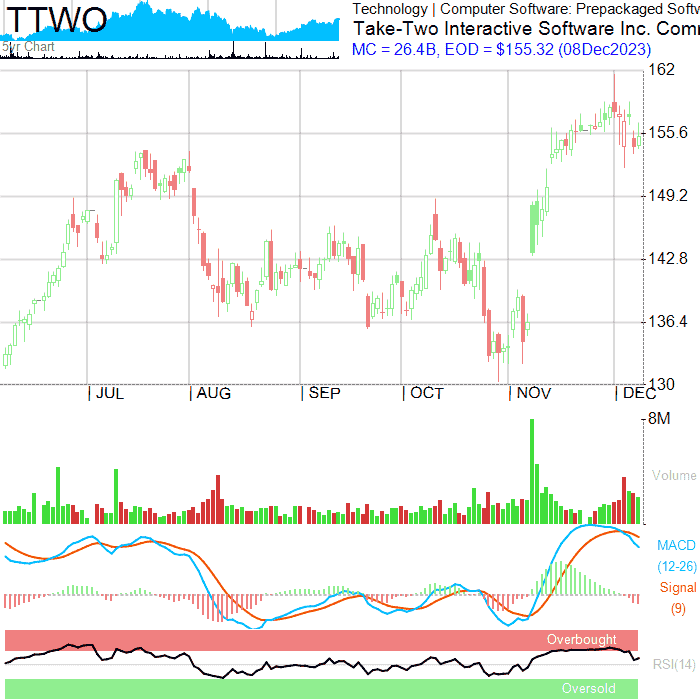 TTWO
Technology | Computer Software: Prepackaged Softw
5yr Chart
Take-Two Interactive Software Inc. Comm
MC = 26.4B, EOD = $155.32 (08Dec2023)
162
155.6
149.2
142.8
136.4
130
JUL AUG SEP OCT NOV DEC
8M
Volume
MACD
(12-26)
Signal
(9)
Overbought
RSI(14)
Oversold